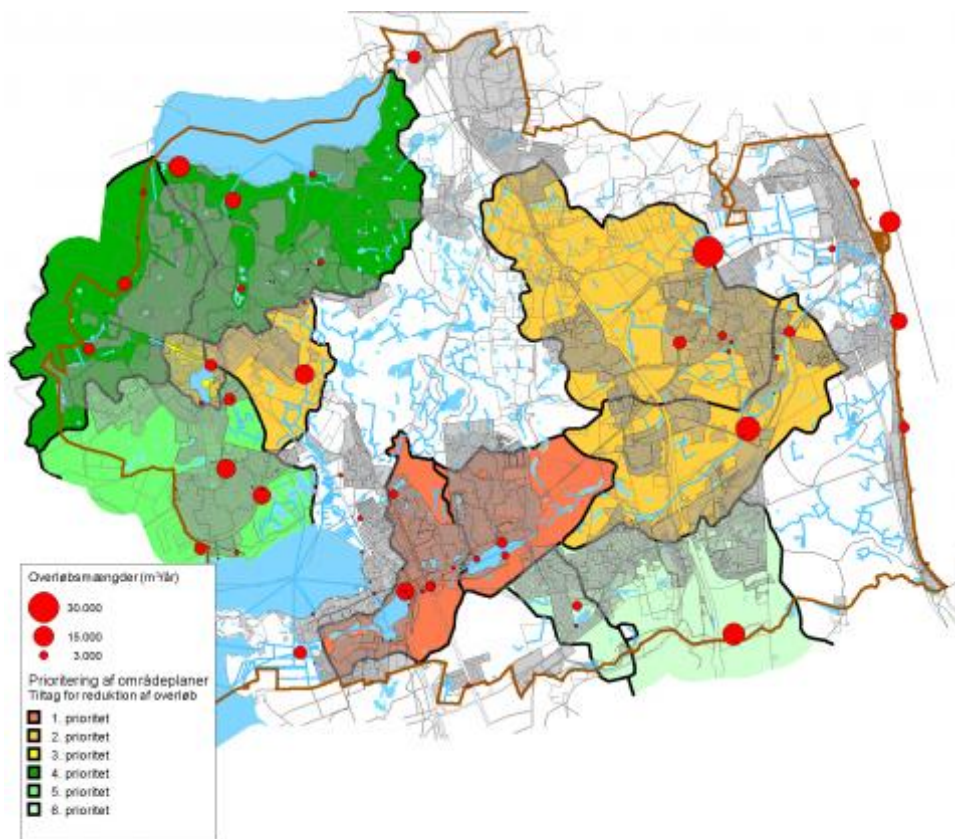 Overløbsmængder (m³/år)
30.000
15.000
3.000
Prioritering af områdeplaner
Tiltag for reduktion af overløb
1. prioritet
2. prioritet
3. prioritet
4. prioritet
5. prioritet
6. prioritet